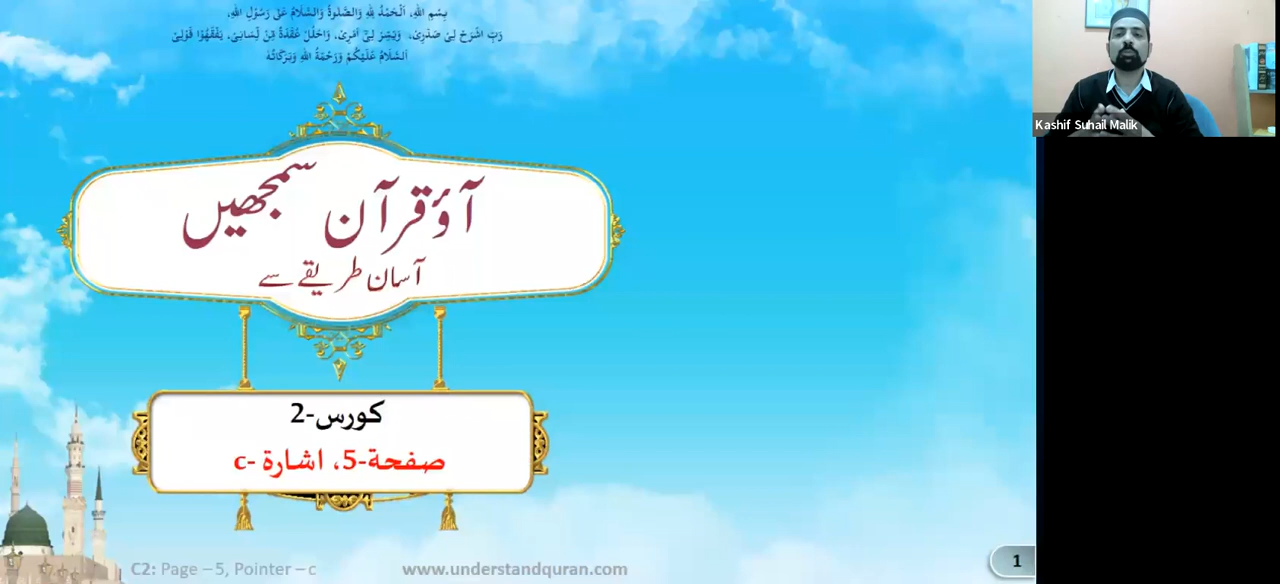 بِسْمِ اللهِ، اَلْحَمْدُ لِلّٰهِ وَالصَّلٰوةُ وَالسَّلَامُ عَلٰی رَسُوْلِ اللهِ،
رَبِّ اشْرَحْ لِیْ صَدْرِیْ، وَیَسِّرْ لِیْٓ اَمْرِیْ، وَاحْلُلْ عُقْدَةً مِّنْ لِّسَانِیْ، یَفْقَهُوْا قَوْلِیْ
اَلسَّلَامُ عَلَیْکُمْ وَرَحْمَةُ اللهِ وَبَرَکَاتُهٗ
آؤ قرآن سمجھیں
آسان طریقے سے
کورس-2
صفحة-5، اشارة -c
C2: Page – 5, Pointer – c
www.understandquran.com
1
Kashif Suhail Malik